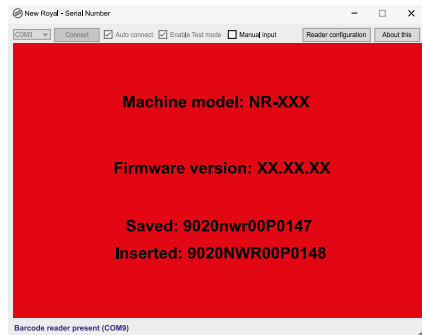 New Royal - Serial Number
COM3 Connect Auto connect Enable Test mode Manual input Reader configuration About this
Machine model: NR-XXX
Firmware version: XX.XX.XX
Saved: 9020nwr00P0147
Inserted: 9020NWR00P0148
Barcode reader present (COM9)